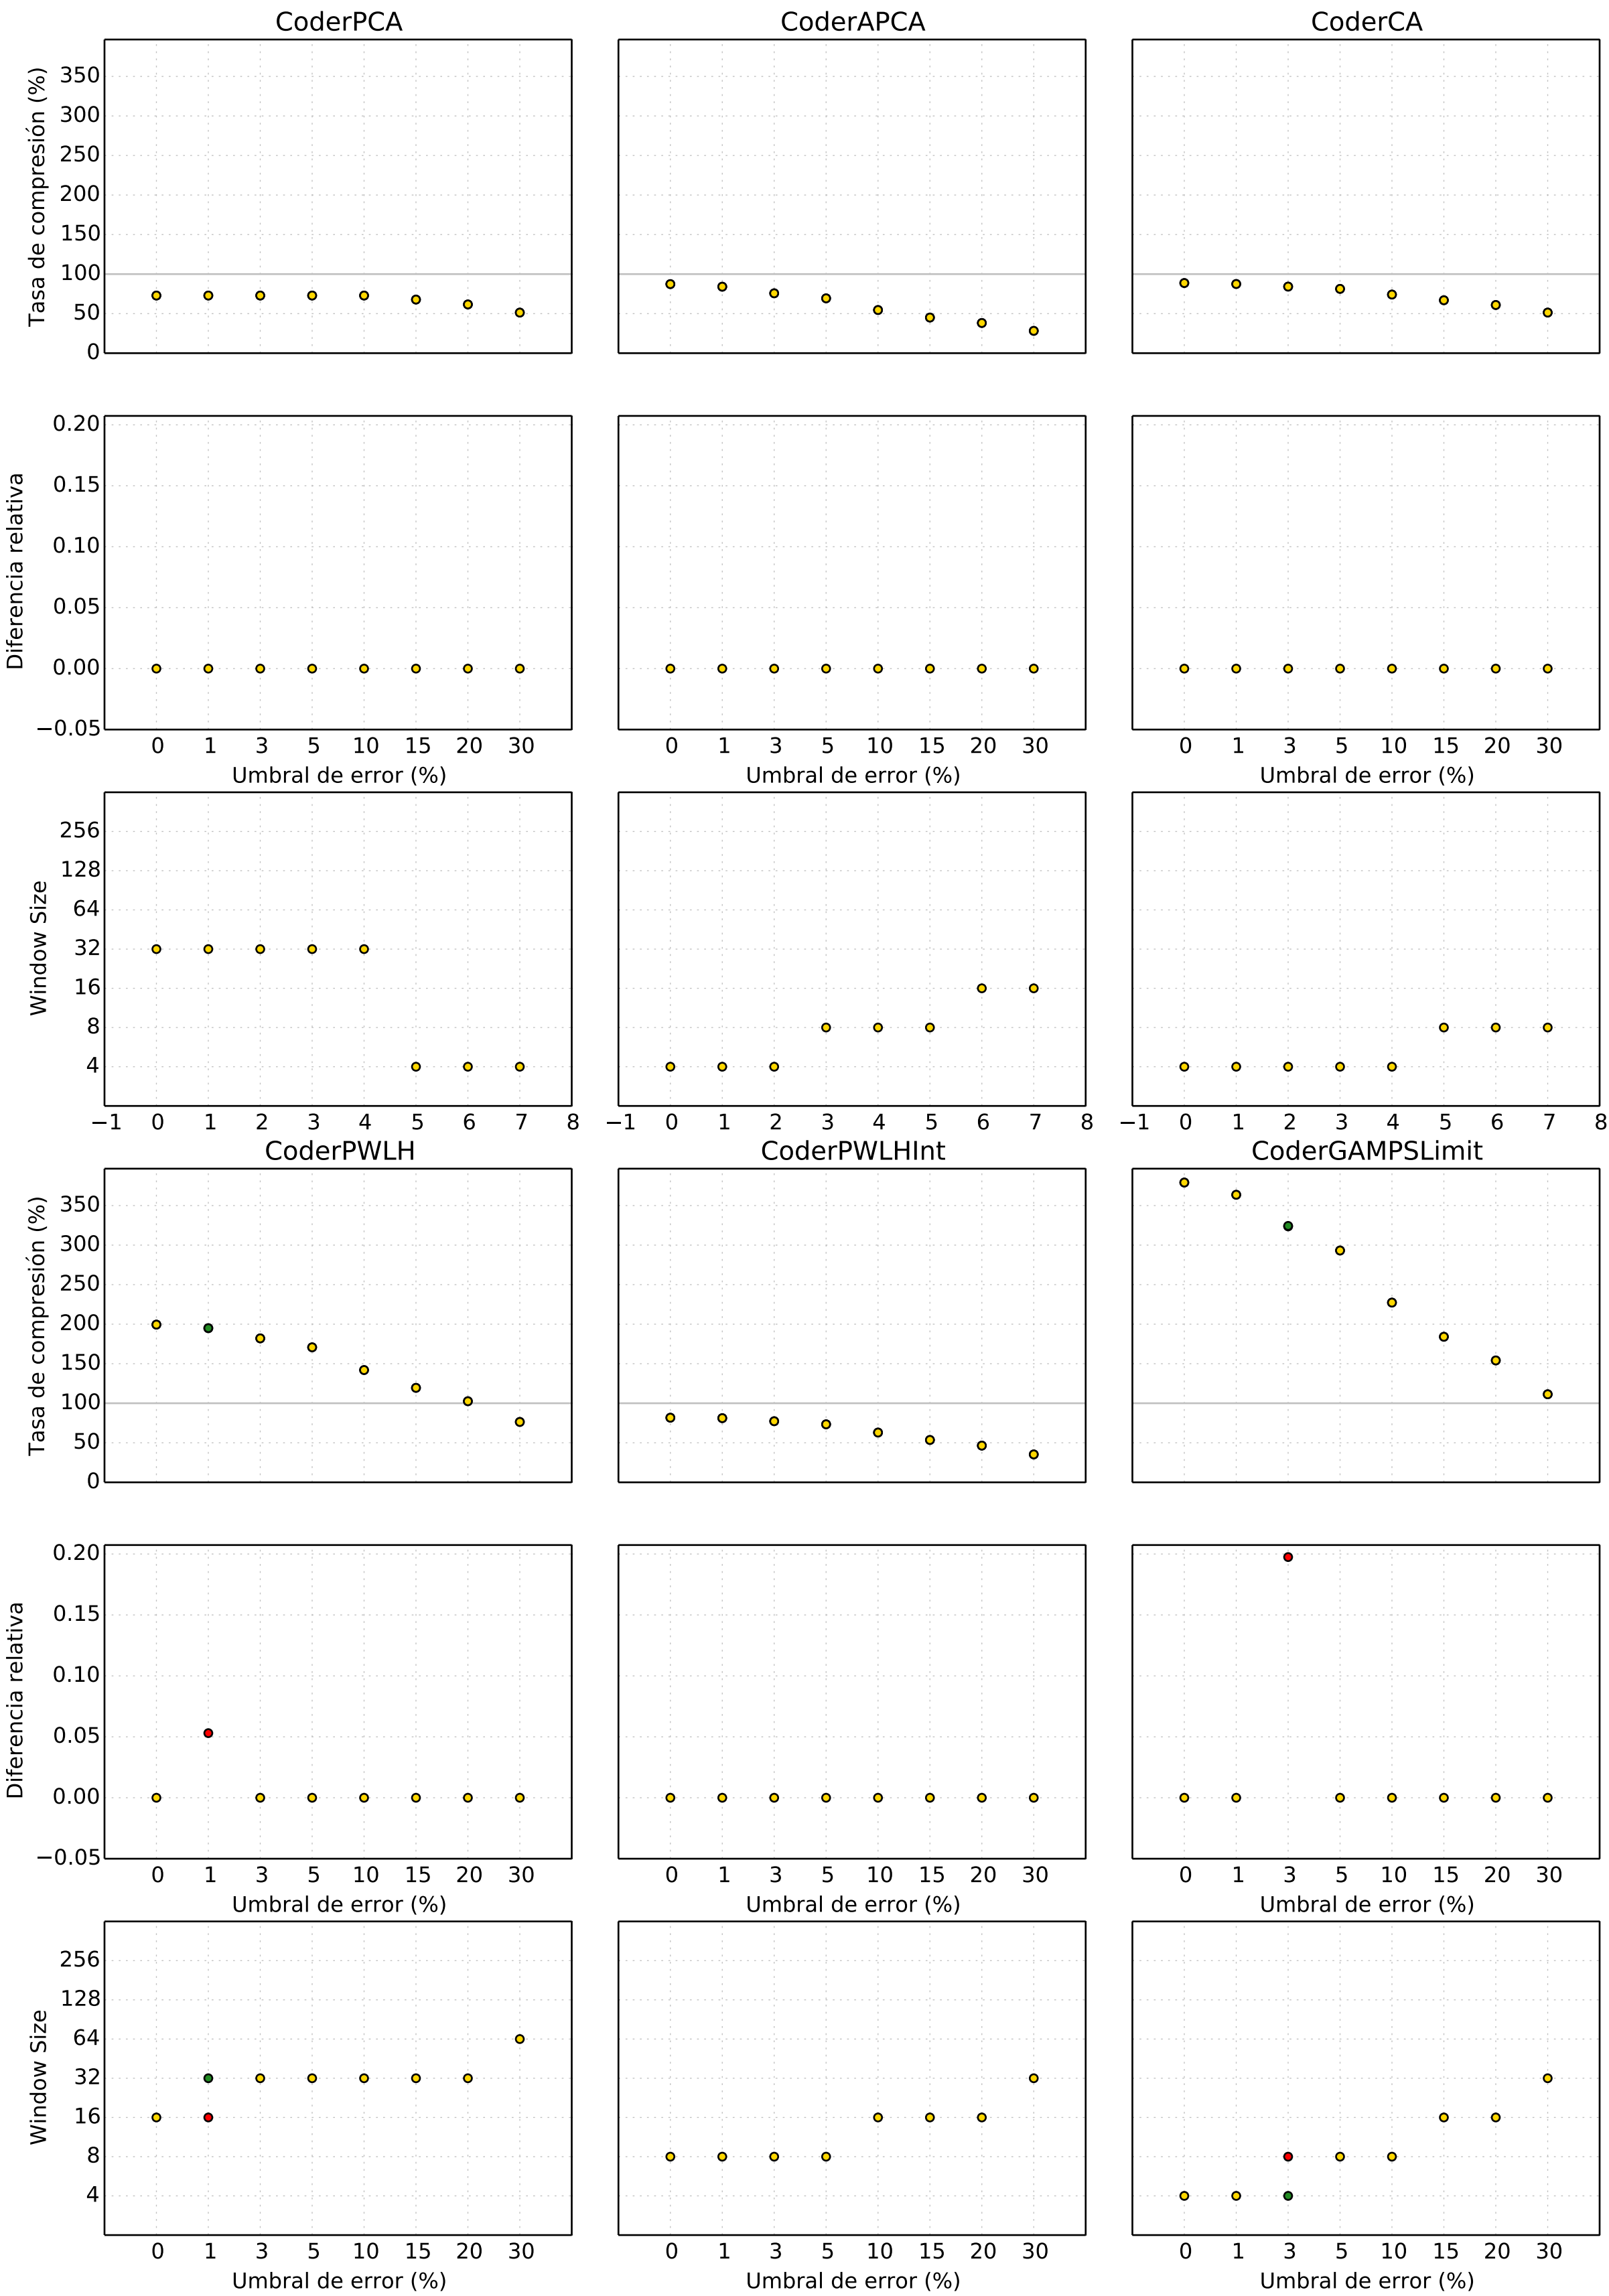 CoderPCA CoderAPCA CoderCA
Tasa de compresión (%)
350
300
250
200
150
100
50
0
Diferencia relativa
0.20
0.15
0.10
0.05
0.00
−0.05
0 1 3 5 10 15 20 30 0 1 3 5 10 15 20 30 0 1 3 5 10 15 20 30
Umbral de error (%) Umbral de error (%) Umbral de error (%)
Window Size
256
128
64
32
16
8
4
−1 0 1 2 3 4 5 6 7 8 −1 0 1 2 3 4 5 6 7 8 −1 0 1 2 3 4 5 6 7 8
CoderPWLH CoderPWLHInt CoderGAMPSLimit
Tasa de compresión (%)
350
300
250
200
150
100
50
0
Diferencia relativa
0.20
0.15
0.10
0.05
0.00
−0.05
0 1 3 5 10 15 20 30 0 1 3 5 10 15 20 30 0 1 3 5 10 15 20 30
Umbral de error (%) Umbral de error (%) Umbral de error (%)
Window Size
256
128
64
32
16
8
4
0 1 3 5 10 15 20 30 0 1 3 5 10 15 20 30 0 1 3 5 10 15 20 30
Umbral de error (%) Umbral de error (%) Umbral de error (%)